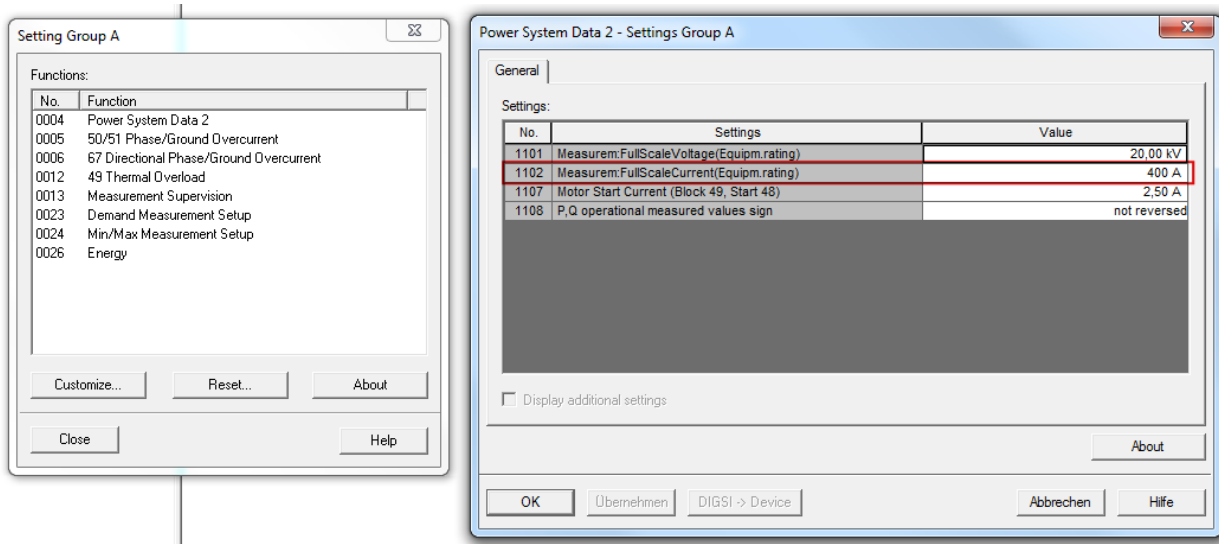 Setting Group A
Functions:
No. Function
0004 Power System Data 2
0005 50/51 Phase/Ground Overcurrent
0006 67 Directional Phase/Ground Overcurrent
0012 49 Thermal Overload
0013 Measurement Supervision
0023 Demand Measurement Setup
0024 Min/Max Measurement Setup
0026 Energy
Customize... Reset... About
Close Help
Power System Data 2 - Settings Group A
General
Settings:
No. Settings Value
1101 Measurem:FullScaleVoltage(Equipm.rating) 20,00 kV
1102 Measurem:FullScaleCurrent(Equipm.rating) 400 A
1107 Motor Start Current (Block 49, Start 48) 2,50 A
1108 P,Q operational measured values sign not reversed
Display additional settings
About
OK Übernehmen DIGSI -> Device Abbrechen Hilfe